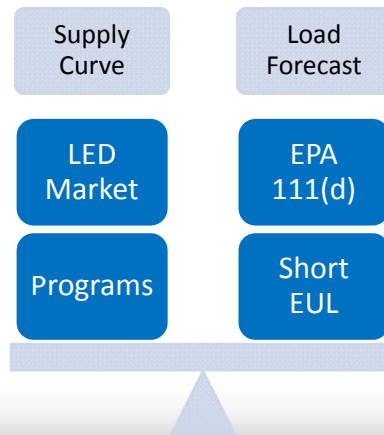 Supply
Curve
Load
Forecast
LED
Market
EPA
111(d)
Programs
Short
EUL